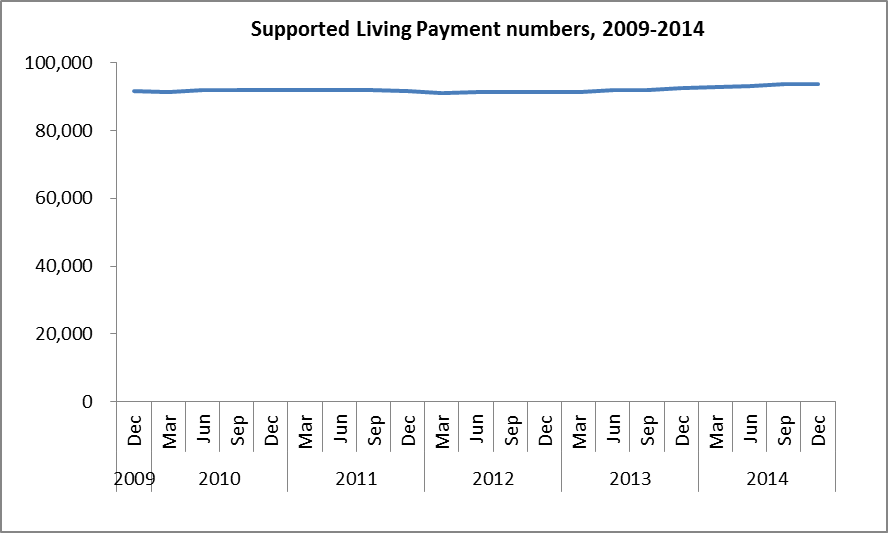 Supported Living Payment numbers, 2009-2014
100,000
80,000
60,000
40,000
20,000
0
Dec Mar Jun Sep Dec Mar Jun Sep Dec Mar Jun Sep Dec Mar Jun Sep Dec Mar Jun Sep Dec
2009 2010 2011 2012 2013 2014